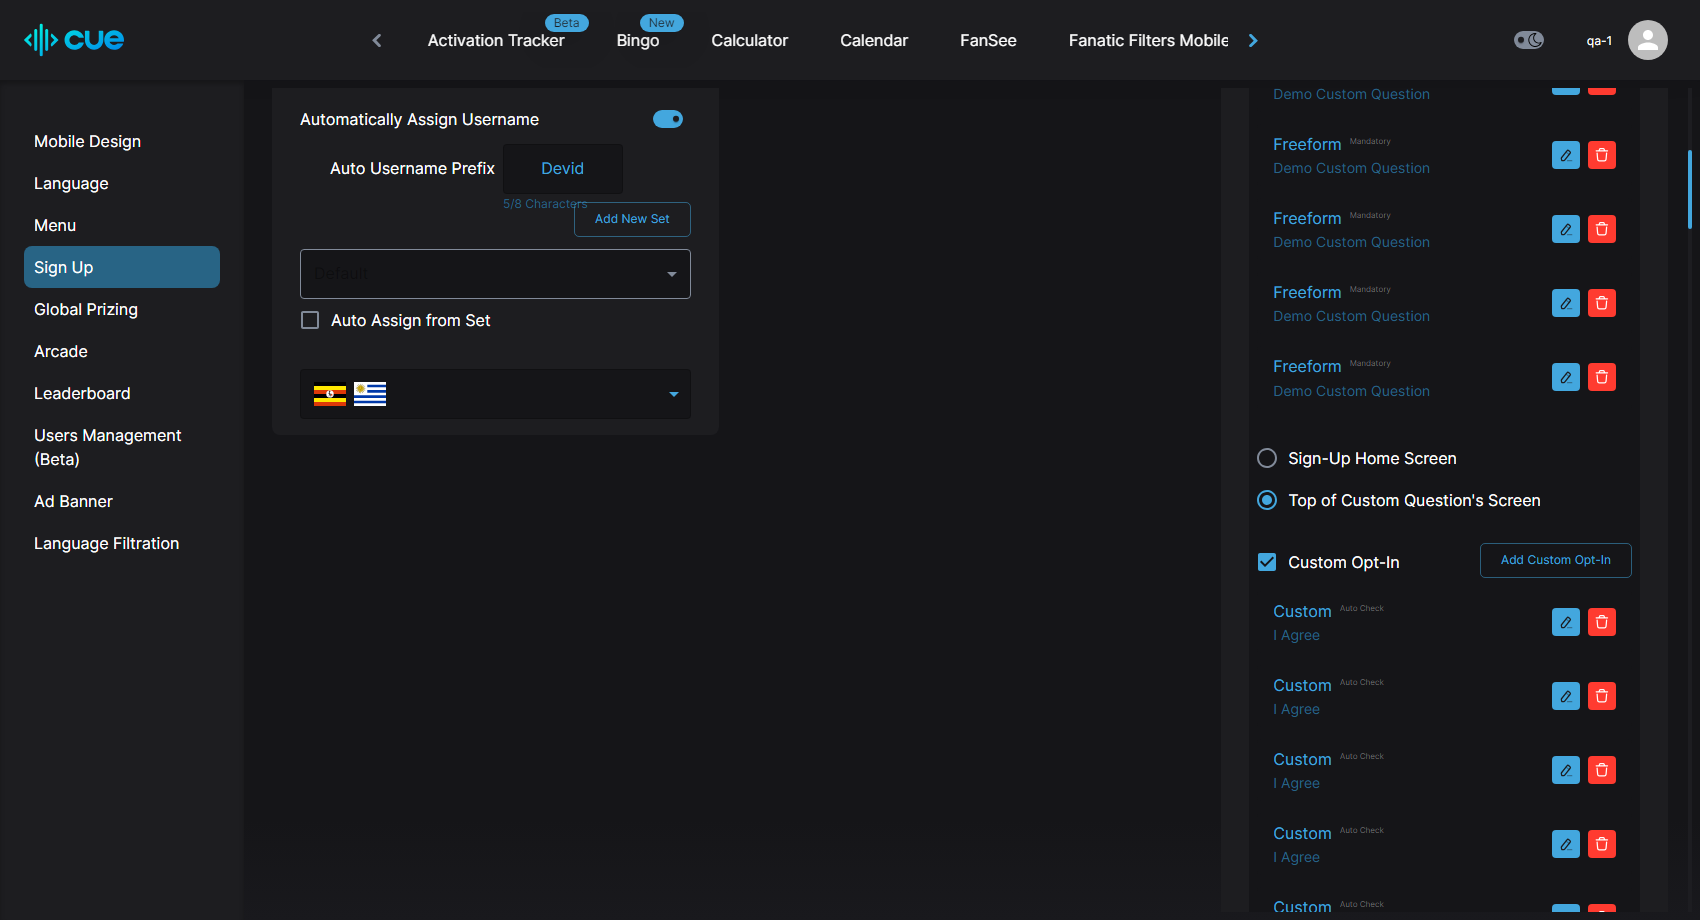 cue
Activation Tracker
Beta
Bingo
New
Calculator
Calendar
FanSee
Fanatic Filters Mobile
qa-1
Mobile Design
Language
Menu
Sign Up
Global Prizing
Arcade
Leaderboard
Users Management
(Beta)
Ad Banner
Language Filtration
Automatically Assign Username
Auto Username Prefix
Devid
5/8 Characters
Add New Set
Default
Auto Assign from Set
Demo Custom Question
Freeform Mandatory
Demo Custom Question
Freeform Mandatory
Demo Custom Question
Freeform Mandatory
Demo Custom Question
Freeform Mandatory
Demo Custom Question
Sign-Up Home Screen
Top of Custom Question's Screen
Custom Opt-In
Add Custom Opt-In
Custom Auto Check
I Agree
Custom Auto Check
I Agree
Custom Auto Check
I Agree
Custom Auto Check
I Agree
Custom Auto Check